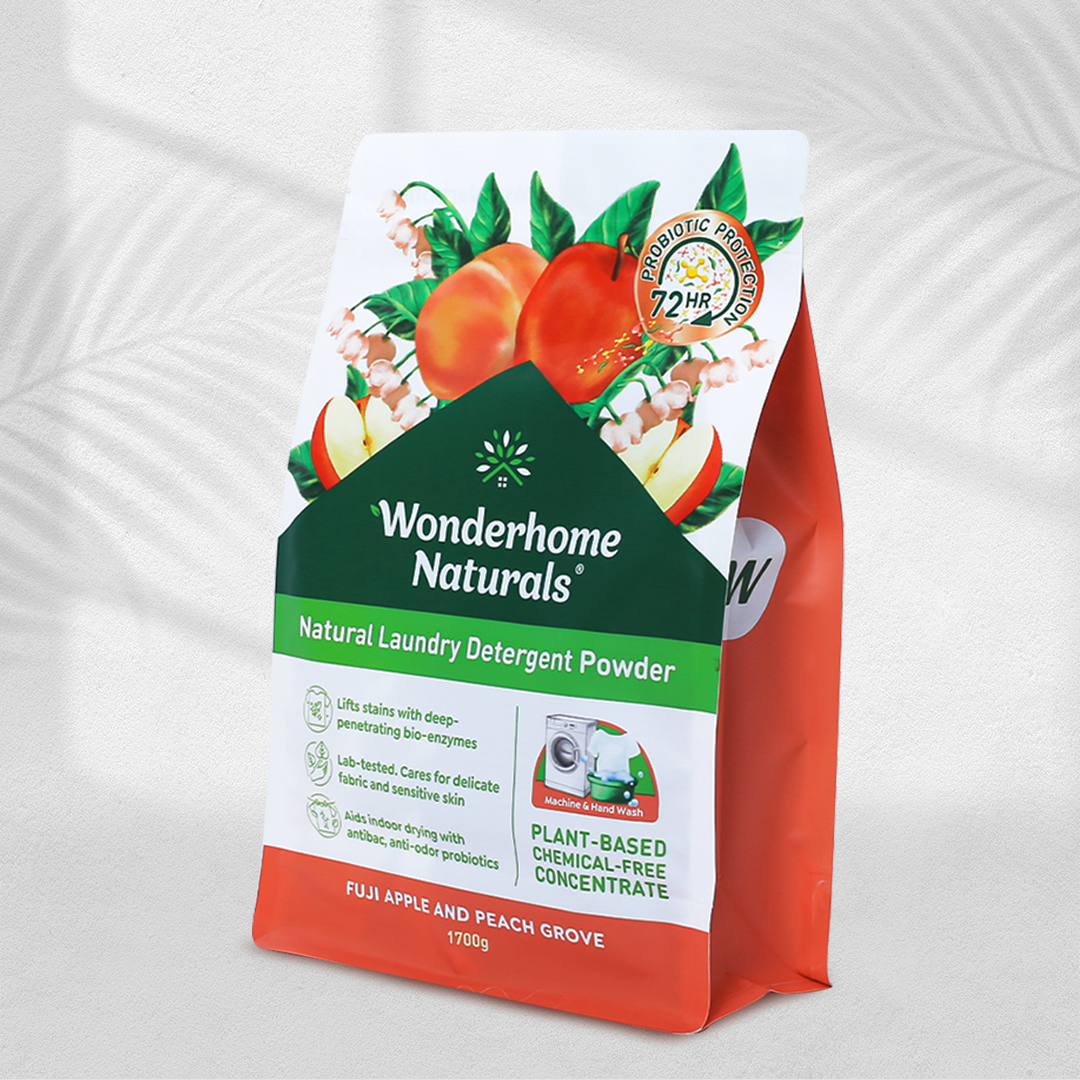 PROBIOTIC PROTECTION
72HR
Wonderhome
Naturals®
W
Natural Laundry Detergent Powder
Lifts stains with deep-
penetrating bio-enzymes
Lab-tested. Cares for delicate
fabric and sensitive skin
Aids indoor drying with
antibac, anti-odor probiotics
Machine & Hand Wash
PLANT-BASED
CHEMICAL-FREE
CONCENTRATE
FUJI APPLE AND PEACH GROVE
1700g